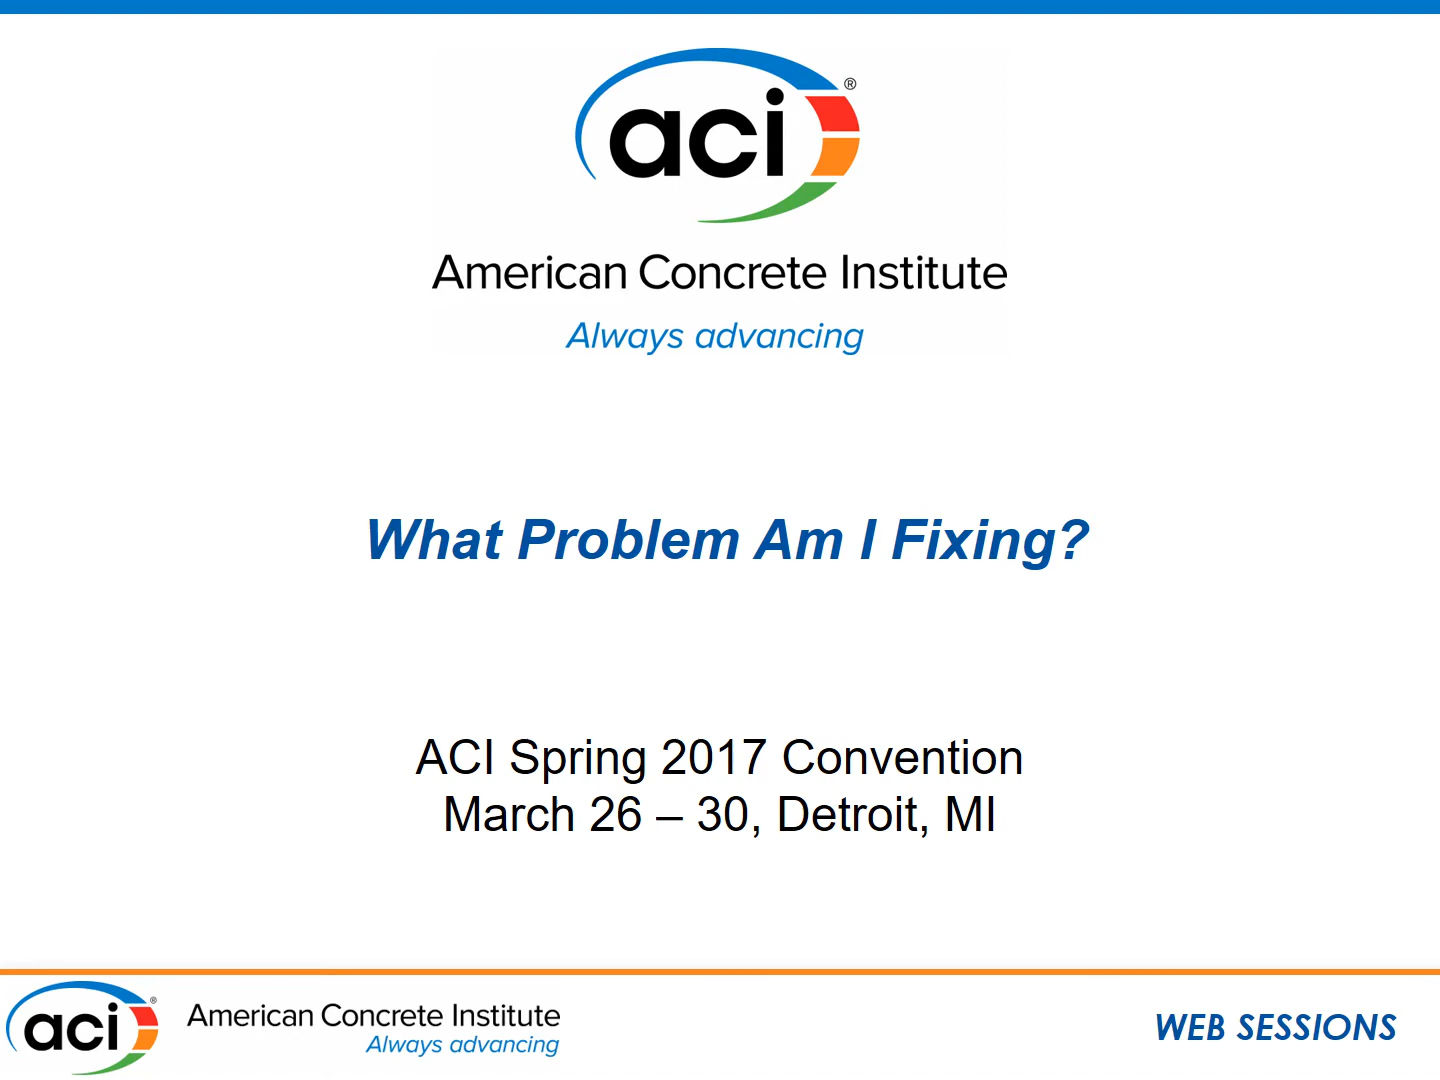 aci®
American Concrete Institute
Always advancing
What Problem Am I Fixing?
ACI Spring 2017 Convention
March 26 – 30, Detroit, MI
aci®
American Concrete Institute
Always advancing
WEB SESSIONS